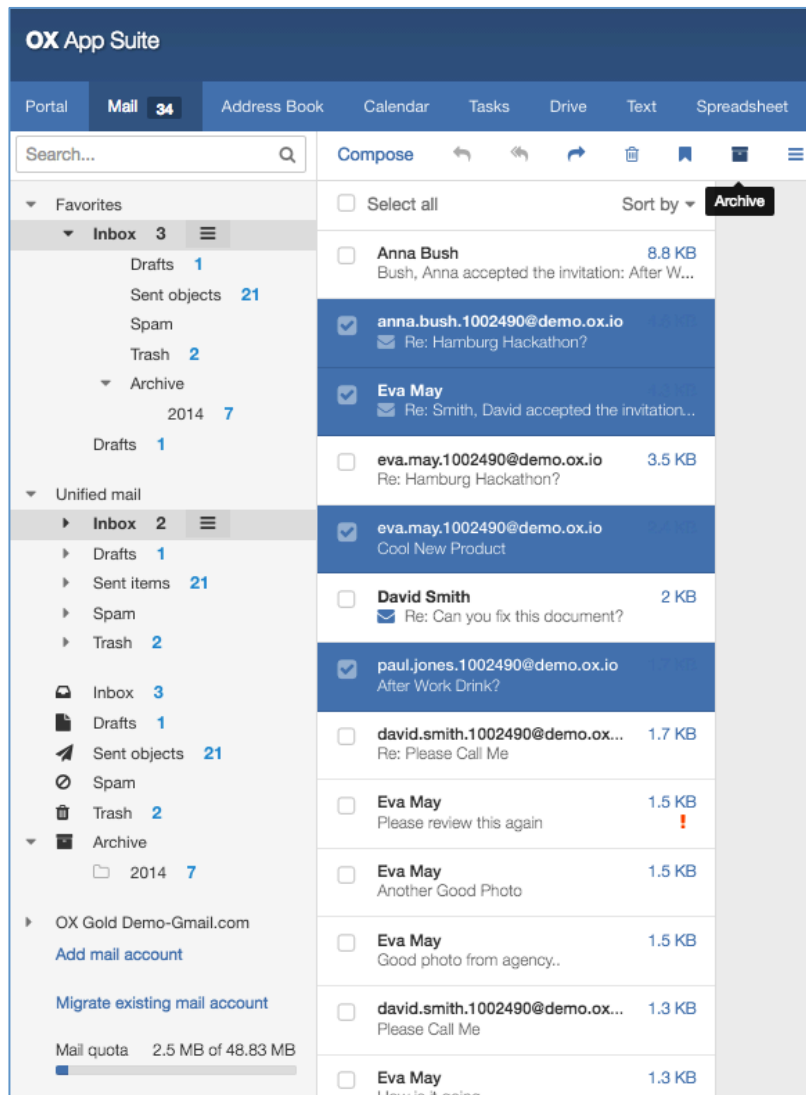 OX App Suite
Portal Mail 34 Address Book Calendar Tasks Drive Text Spreadsheet
Search...
Compose
Archive
Favorites
Inbox 3
Drafts 1
Sent objects 21
Spam
Trash 2
Archive
2014 7
Drafts 1
Unified mail
Inbox 2
Drafts 1
Sent items 21
Spam
Trash 2
Inbox 3
Drafts 1
Sent objects 21
Spam
Trash 2
Archive
2014 7
OX Gold Demo-Gmail.com
Add mail account
Migrate existing mail account
Mail quota 2.5 MB of 48.83 MB
Select all Sort by
Anna Bush 8.8 KB
Bush, Anna accepted the invitation: After W...
anna.bush.1002490@demo.ox.io
Re: Hamburg Hackathon?
Eva May
Re: Smith, David accepted the invitation...
eva.may.1002490@demo.ox.io 3.5 KB
Re: Hamburg Hackathon?
eva.may.1002490@demo.ox.io
Cool New Product
David Smith 2 KB
Re: Can you fix this document?
paul.jones.1002490@demo.ox.io
After Work Drink?
david.smith.1002490@demo.ox... 1.7 KB
Re: Please Call Me
Eva May 1.5 KB
Please review this again !
Eva May 1.5 KB
Another Good Photo
Eva May 1.5 KB
Good photo from agency..
david.smith.1002490@demo.ox... 1.3 KB
Please Call Me
Eva May 1.3 KB